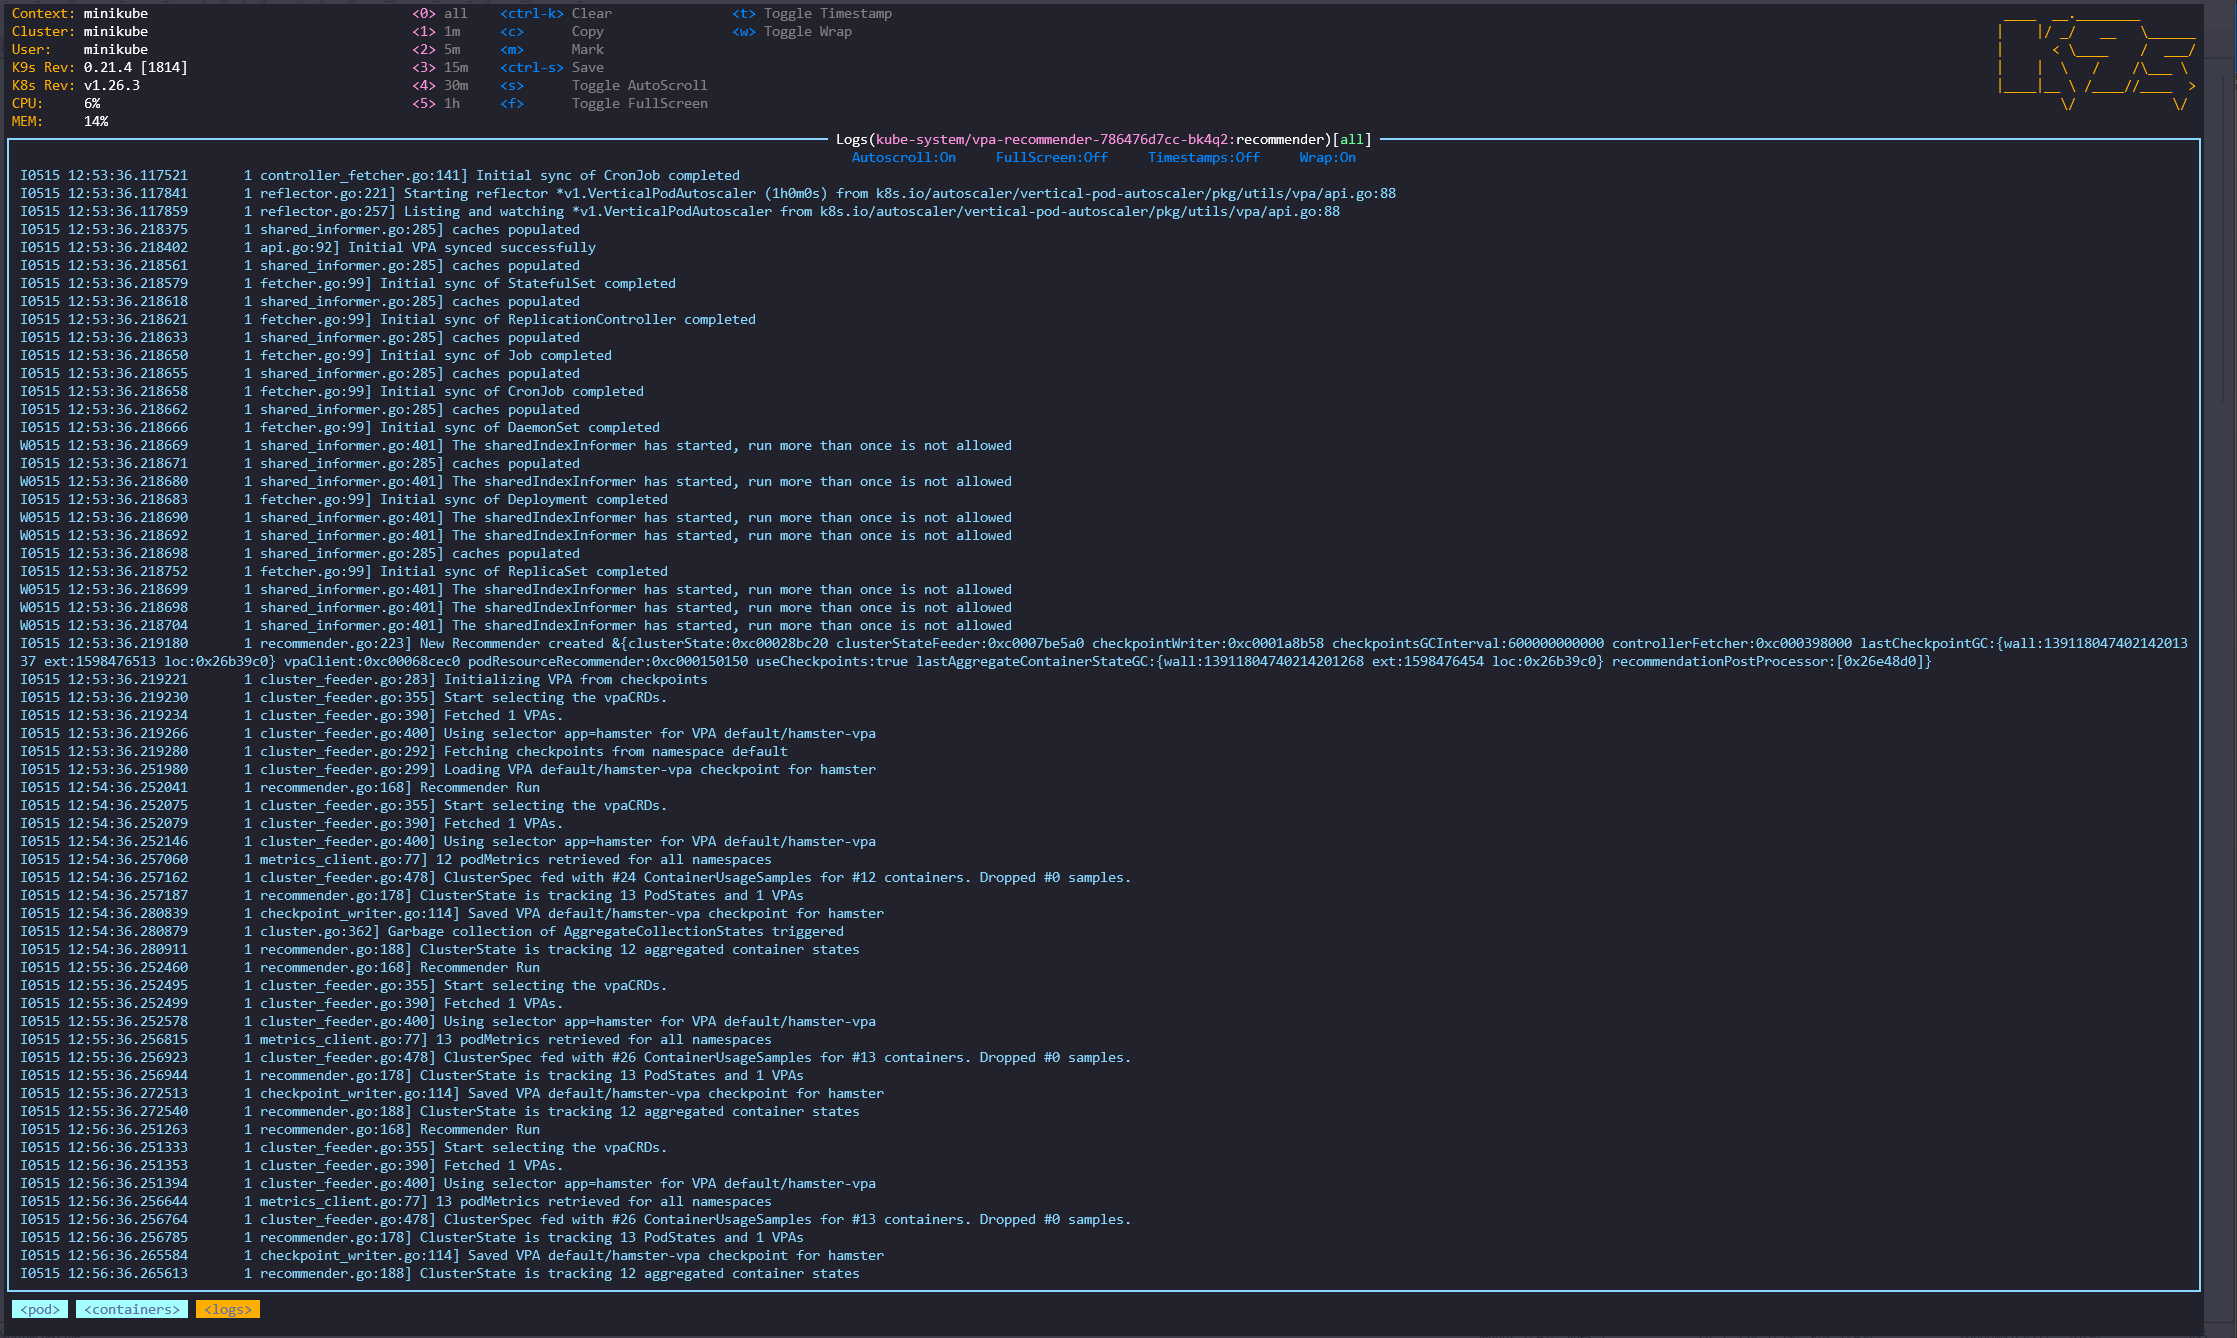 Context: minikube <0> all <ctrl-k> Clear <t> Toggle Timestamp
Cluster: minikube <1> 1m <c> Copy <w> Toggle Wrap
User: minikube <2> 5m <m> Mark
K9s Rev: 0.21.4 [1814] <3> 15m <ctrl-s> Save
K8s Rev: v1.26.3 <4> 30m <s> Toggle AutoScroll
CPU: 6% <5> 1h <f> Toggle FullScreen
MEM: 14%
Logs(kube-system/vpa-recommender-786476d7cc-bk4q2:recommender)[all]
Autoscroll:On FullScreen:Off Timestamps:Off Wrap:On
I0515 12:53:36.117521 1 controller_fetcher.go:141] Initial sync of CronJob completed
I0515 12:53:36.117841 1 reflector.go:221] Starting reflector *v1.VerticalPodAutoscaler (1h0m0s) from k8s.io/autoscaler/vertical-pod-autoscaler/pkg/utils/vpa/api.go:88
I0515 12:53:36.117859 1 reflector.go:257] Listing and watching *v1.VerticalPodAutoscaler from k8s.io/autoscaler/vertical-pod-autoscaler/pkg/utils/vpa/api.go:88
I0515 12:53:36.218375 1 shared_informer.go:285] caches populated
I0515 12:53:36.218402 1 api.go:92] Initial VPA synced successfully
I0515 12:53:36.218561 1 shared_informer.go:285] caches populated
I0515 12:53:36.218579 1 fetcher.go:99] Initial sync of StatefulSet completed
I0515 12:53:36.218618 1 shared_informer.go:285] caches populated
I0515 12:53:36.218621 1 fetcher.go:99] Initial sync of ReplicationController completed
I0515 12:53:36.218633 1 shared_informer.go:285] caches populated
I0515 12:53:36.218650 1 fetcher.go:99] Initial sync of Job completed
I0515 12:53:36.218655 1 shared_informer.go:285] caches populated
I0515 12:53:36.218658 1 fetcher.go:99] Initial sync of CronJob completed
I0515 12:53:36.218662 1 shared_informer.go:285] caches populated
I0515 12:53:36.218666 1 fetcher.go:99] Initial sync of DaemonSet completed
W0515 12:53:36.218669 1 shared_informer.go:401] The sharedIndexInformer has started, run more than once is not allowed
I0515 12:53:36.218671 1 shared_informer.go:285] caches populated
W0515 12:53:36.218680 1 shared_informer.go:401] The sharedIndexInformer has started, run more than once is not allowed
I0515 12:53:36.218683 1 fetcher.go:99] Initial sync of Deployment completed
W0515 12:53:36.218690 1 shared_informer.go:401] The sharedIndexInformer has started, run more than once is not allowed
W0515 12:53:36.218692 1 shared_informer.go:401] The sharedIndexInformer has started, run more than once is not allowed
I0515 12:53:36.218698 1 shared_informer.go:285] caches populated
I0515 12:53:36.218752 1 fetcher.go:99] Initial sync of ReplicaSet completed
W0515 12:53:36.218699 1 shared_informer.go:401] The sharedIndexInformer has started, run more than once is not allowed
W0515 12:53:36.218698 1 shared_informer.go:401] The sharedIndexInformer has started, run more than once is not allowed
W0515 12:53:36.218704 1 shared_informer.go:401] The sharedIndexInformer has started, run more than once is not allowed
I0515 12:53:36.219180 1 recommender.go:223] New Recommender created &{clusterState:0xc00028bc20 clusterStateFeeder:0xc0007be5a0 checkpointWriter:0xc0001a8b58 checkpointsGCInterval:600000000000 controllerFetcher:0xc000398000 lastCheckpointGC:{wall:139118047402142013
37 ext:1598476513 loc:0x26b39c0} vpaClient:0xc00068cec0 podResourceRecommender:0xc000150150 useCheckpoints:true lastAggregateContainerStateGC:{wall:13911804740214201268 ext:1598476454 loc:0x26b39c0} recommendationPostProcessor:[0x26e48d0]}
I0515 12:53:36.219221 1 cluster_feeder.go:283] Initializing VPA from checkpoints
I0515 12:53:36.219230 1 cluster_feeder.go:355] Start selecting the vpaCRDs.
I0515 12:53:36.219234 1 cluster_feeder.go:390] Fetched 1 VPAs.
I0515 12:53:36.219266 1 cluster_feeder.go:400] Using selector app=hamster for VPA default/hamster-vpa
I0515 12:53:36.219280 1 cluster_feeder.go:292] Fetching checkpoints from namespace default
I0515 12:53:36.251980 1 cluster_feeder.go:299] Loading VPA default/hamster-vpa checkpoint for hamster
I0515 12:54:36.252041 1 recommender.go:168] Recommender Run
I0515 12:54:36.252075 1 cluster_feeder.go:355] Start selecting the vpaCRDs.
I0515 12:54:36.252079 1 cluster_feeder.go:390] Fetched 1 VPAs.
I0515 12:54:36.252146 1 cluster_feeder.go:400] Using selector app=hamster for VPA default/hamster-vpa
I0515 12:54:36.257060 1 metrics_client.go:77] 12 podMetrics retrieved for all namespaces
I0515 12:54:36.257162 1 cluster_feeder.go:478] ClusterSpec fed with #24 ContainerUsageSamples for #12 containers. Dropped #0 samples.
I0515 12:54:36.257187 1 recommender.go:178] ClusterState is tracking 13 PodStates and 1 VPAs
I0515 12:54:36.280839 1 checkpoint_writer.go:114] Saved VPA default/hamster-vpa checkpoint for hamster
I0515 12:54:36.280879 1 cluster.go:362] Garbage collection of AggregateCollectionStates triggered
I0515 12:54:36.280911 1 recommender.go:188] ClusterState is tracking 12 aggregated container states
I0515 12:55:36.252460 1 recommender.go:168] Recommender Run
I0515 12:55:36.252495 1 cluster_feeder.go:355] Start selecting the vpaCRDs.
I0515 12:55:36.252499 1 cluster_feeder.go:390] Fetched 1 VPAs.
I0515 12:55:36.252578 1 cluster_feeder.go:400] Using selector app=hamster for VPA default/hamster-vpa
I0515 12:55:36.256815 1 metrics_client.go:77] 13 podMetrics retrieved for all namespaces
I0515 12:55:36.256923 1 cluster_feeder.go:478] ClusterSpec fed with #26 ContainerUsageSamples for #13 containers. Dropped #0 samples.
I0515 12:55:36.256944 1 recommender.go:178] ClusterState is tracking 13 PodStates and 1 VPAs
I0515 12:55:36.272513 1 checkpoint_writer.go:114] Saved VPA default/hamster-vpa checkpoint for hamster
I0515 12:55:36.272540 1 recommender.go:188] ClusterState is tracking 12 aggregated container states
I0515 12:56:36.251263 1 recommender.go:168] Recommender Run
I0515 12:56:36.251333 1 cluster_feeder.go:355] Start selecting the vpaCRDs.
I0515 12:56:36.251353 1 cluster_feeder.go:390] Fetched 1 VPAs.
I0515 12:56:36.251394 1 cluster_feeder.go:400] Using selector app=hamster for VPA default/hamster-vpa
I0515 12:56:36.256644 1 metrics_client.go:77] 13 podMetrics retrieved for all namespaces
I0515 12:56:36.256764 1 cluster_feeder.go:478] ClusterSpec fed with #26 ContainerUsageSamples for #13 containers. Dropped #0 samples.
I0515 12:56:36.256785 1 recommender.go:178] ClusterState is tracking 13 PodStates and 1 VPAs
I0515 12:56:36.265584 1 checkpoint_writer.go:114] Saved VPA default/hamster-vpa checkpoint for hamster
I0515 12:56:36.265613 1 recommender.go:188] ClusterState is tracking 12 aggregated container states
<pod> <containers> <logs>